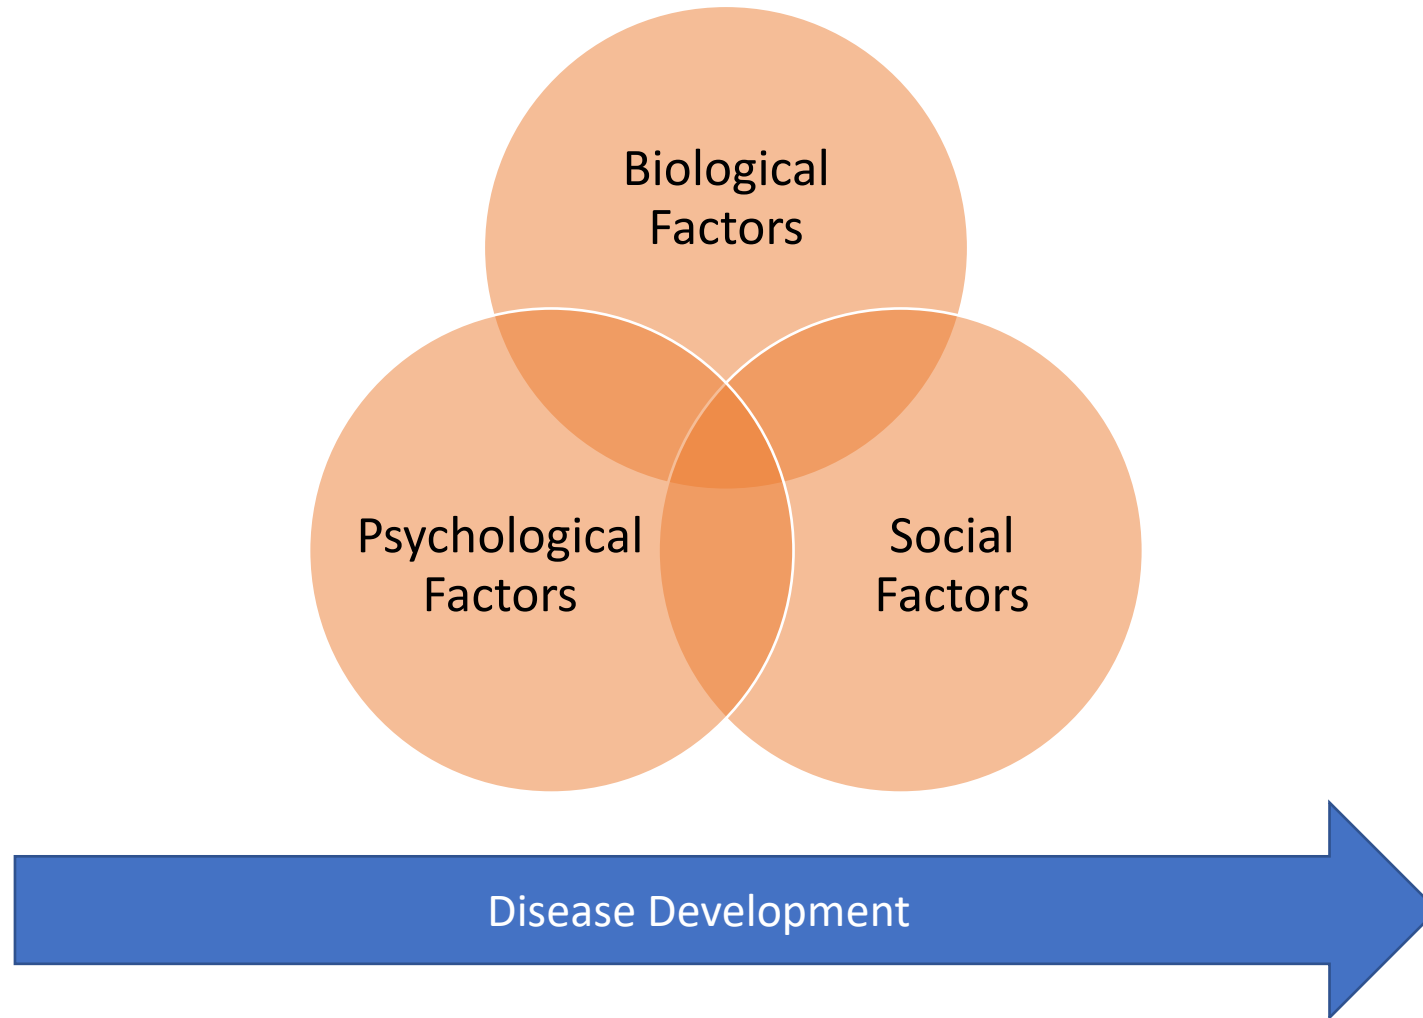 Biological
Factors
Psychological
Factors
Social
Factors
Disease Development